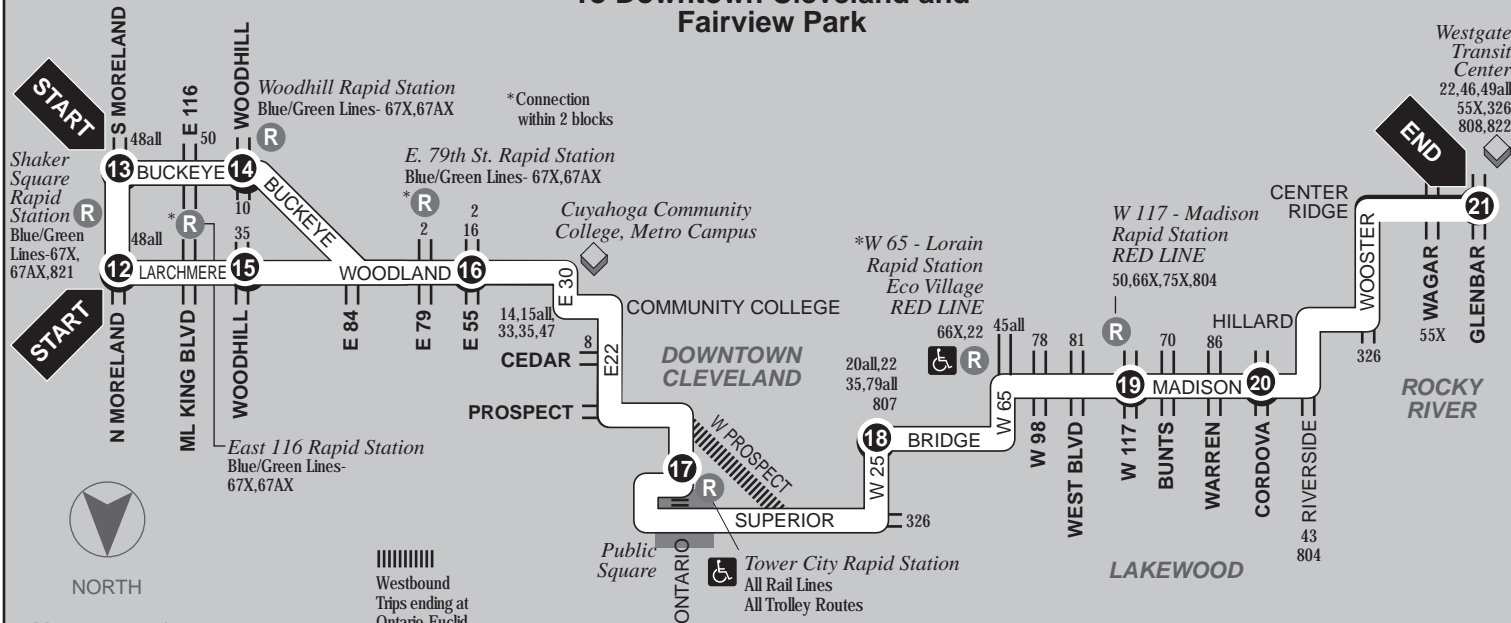 Fairview Park
START
S MORELAND
48all
E 116
50
WOODHILL
Woodhill Rapid Station
Blue/Green Lines- 67X,67AX
R
*Connection
within 2 blocks
Shaker
Square
Rapid
Station
R
Blue/Green
Lines-67X,
67AX,821
13
BUCKEYE
14
BUCKEYE
10
35
* R
48all
12
LARCHMERE
15
WOODLAND
16
START
N MORELAND
ML KING BLVD
WOODHILL
East 116 Rapid Station
Blue/Green Lines-
67X,67AX
E. 79th St. Rapid Station
Blue/Green Lines- 67X,67AX
* R
2
2
16
E 84
E 79
E 55
Cuyahoga Community
College, Metro Campus
E 30
COMMUNITY COLLEGE
14,15all,
33,35,47
8
CEDAR
E22
PROSPECT
DOWNTOWN
CLEVELAND
W PROSPECT
17
R
SUPERIOR
Public
Square
ONTARIO
Tower City Rapid Station
All Rail Lines
All Trolley Routes
326
W 25
20all,22
35,79all
807
18
BRIDGE
W 65
*W 65 - Lorain
Rapid Station
Eco Village
RED LINE
66X,22
R
45all
78
81
W 98
WEST BLVD
W 117 - Madison
Rapid Station
RED LINE
50,66X,75X,804
R
19
W 117
70
BUNTS
MADISON
86
WARREN
20
CORDOVA
RIVERSIDE
43
804
LAKEWOOD
HILLARD
326
WOOSTER
CENTER
RIDGE
ROCKY
RIVER
WAGAR
55X
GLENBAR
21
END
Westgate
Transit
Center
22,46,49all
55X,326
808,822
NORTH
Westbound
Trips ending at